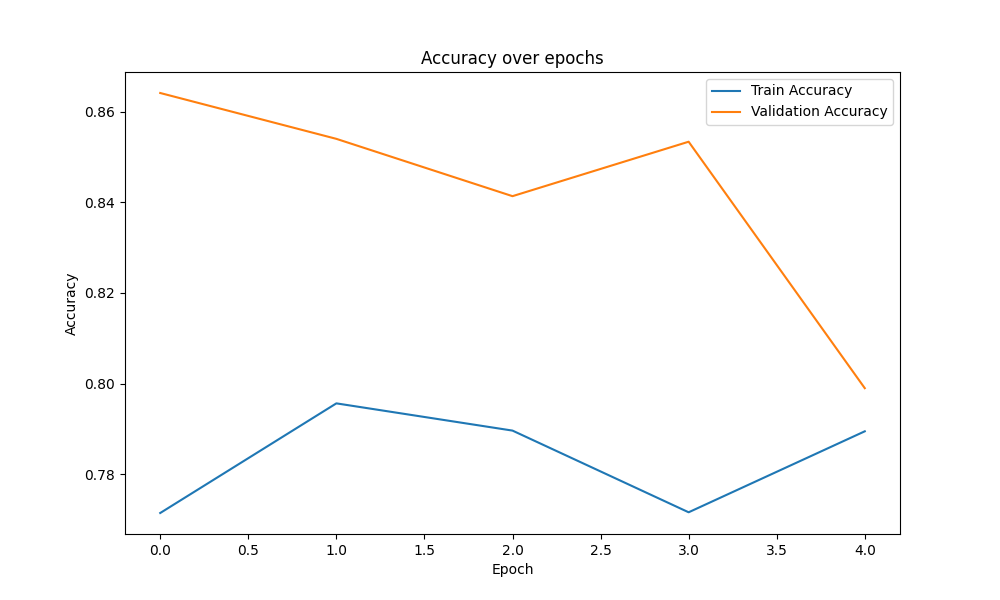 Accuracy over epochs
Train Accuracy
Validation Accuracy
0.86
0.84
0.82
0.80
0.78
Accuracy
0.0 0.5 1.0 1.5 2.0 2.5 3.0 3.5 4.0
Epoch